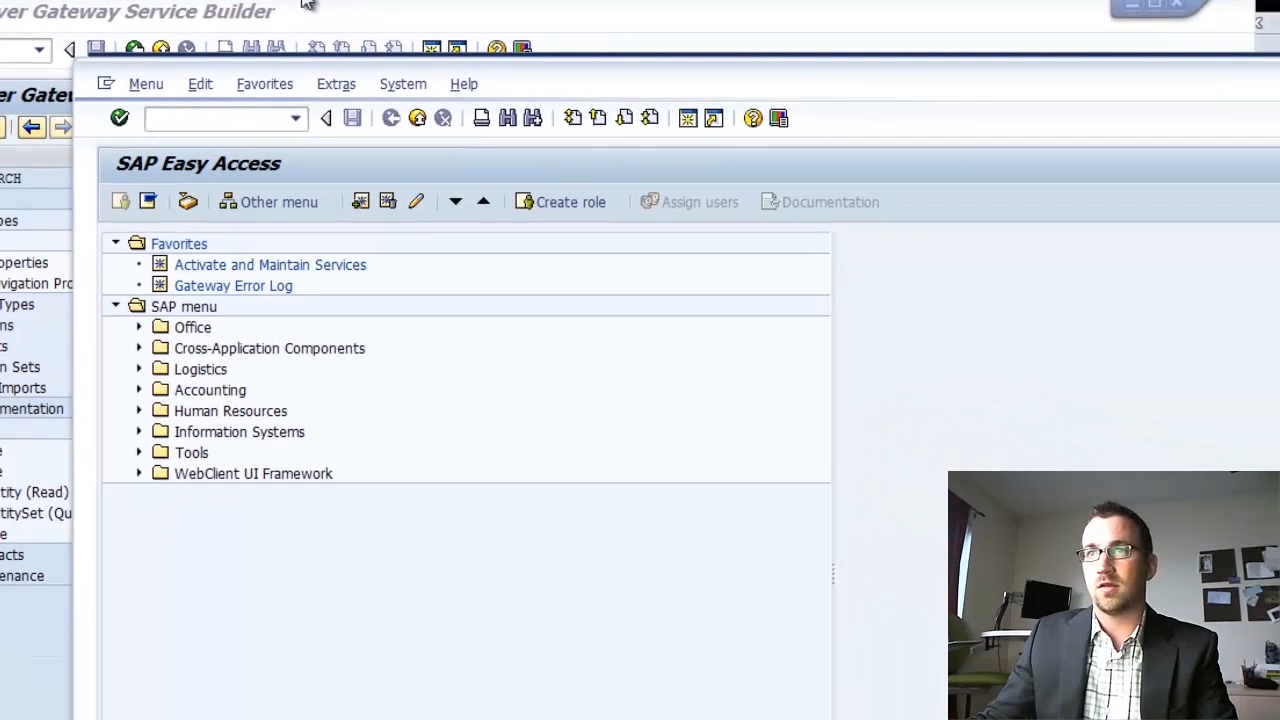 ver Gateway Service Builder
Menu Edit Favorites Extras System Help
er Gatew
SAP Easy Access
RCH
Other menu Create role Assign users Documentation
pes
Favorites
operties
Activate and Maintain Services
avigation Pro
Gateway Error Log
Types
SAP menu
ns
Office
ts
Cross-Application Components
n Sets
Logistics
Imports
Accounting
mentation
Human Resources
Information Systems
e
Tools
e
WebClient UI Framework
tity (Read)
titySet (Qu
e
acts
enance